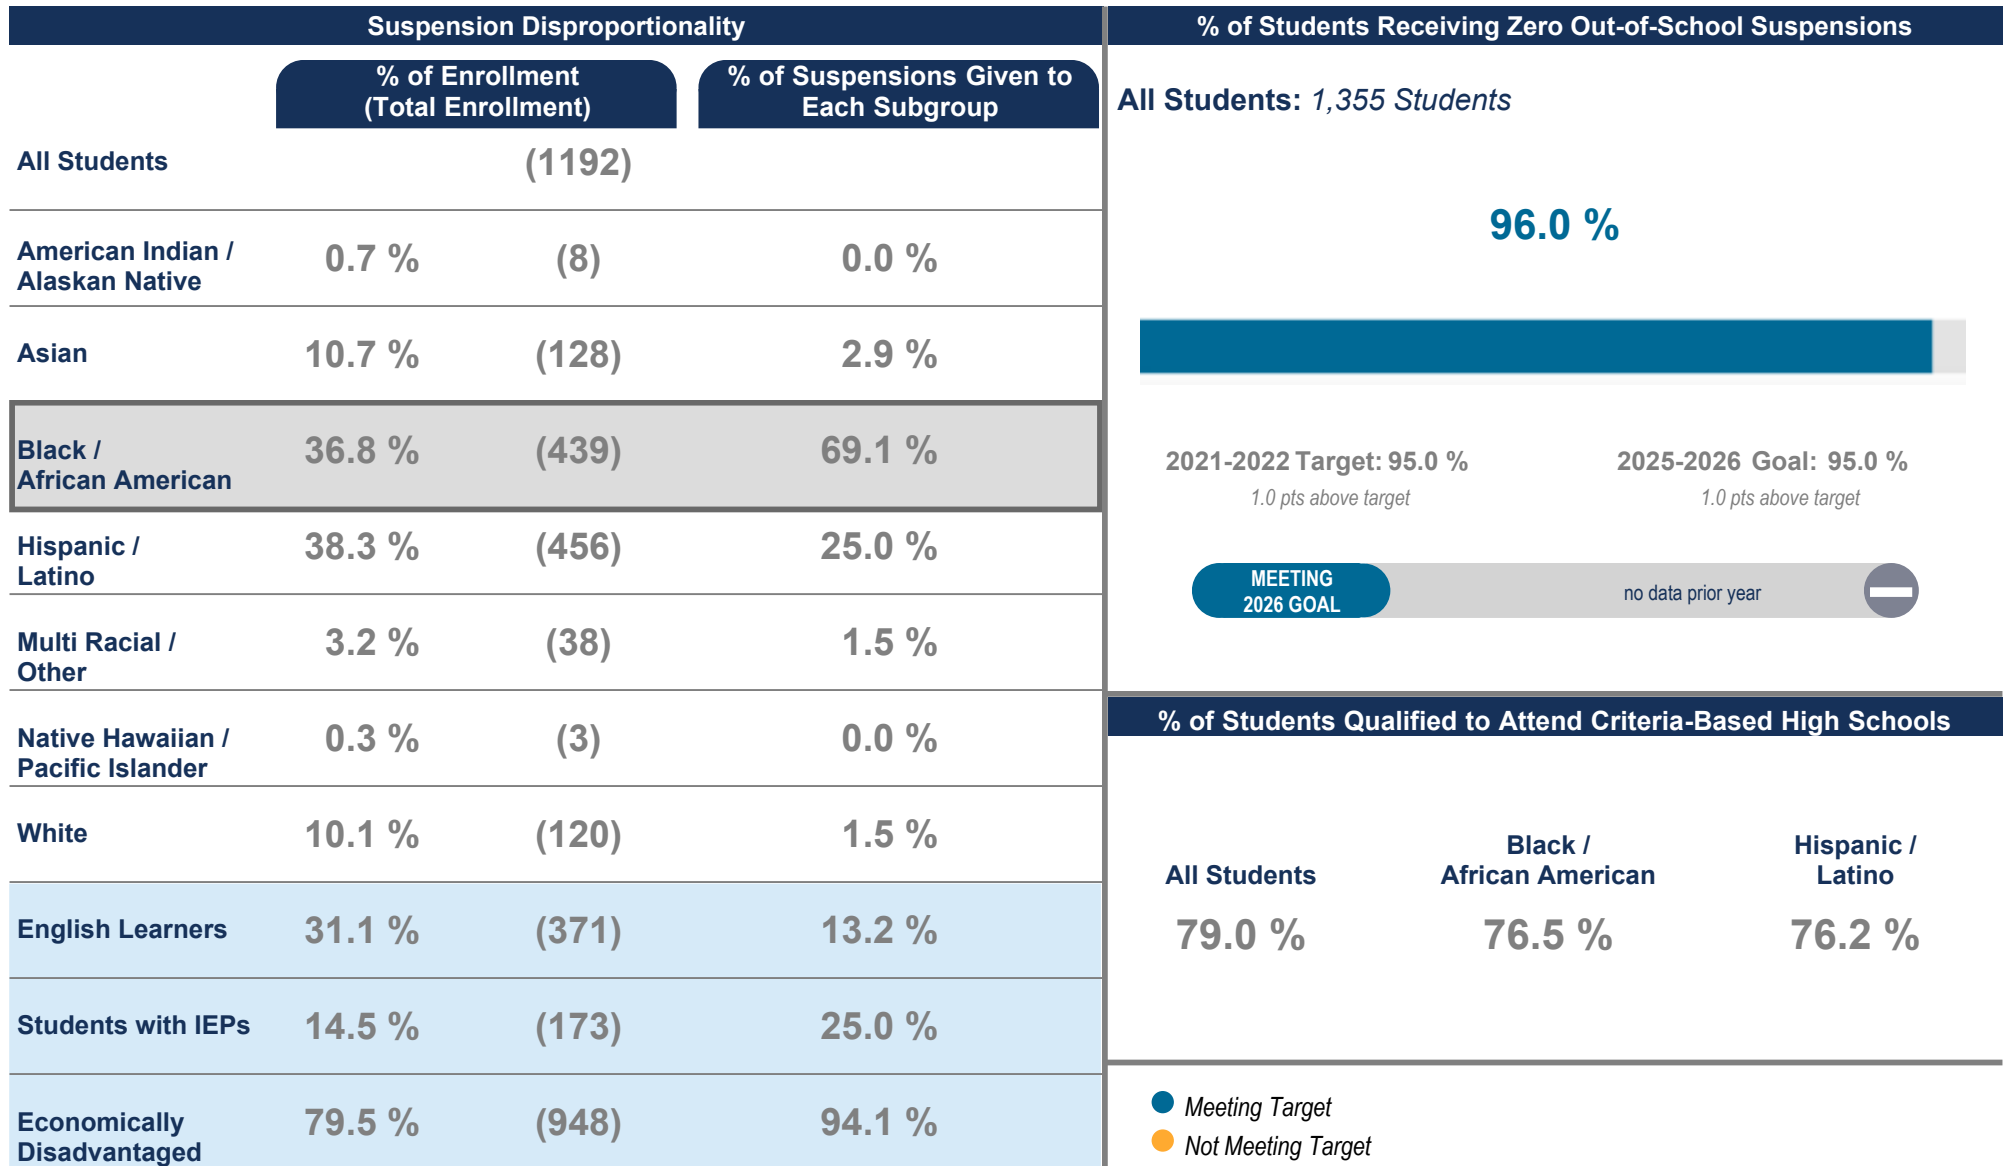 Suspension Disproportionality
% of Enrollment
(Total Enrollment)
% of Suspensions Given to
Each Subgroup
All Students (1192)
American Indian /
Alaskan Native
0.7 % (8) 0.0 %
Asian 10.7 % (128) 2.9 %
Black /
African American
36.8 % (439) 69.1 %
Hispanic /
Latino
38.3 % (456) 25.0 %
Multi Racial /
Other
3.2 % (38) 1.5 %
Native Hawaiian /
Pacific Islander
0.3 % (3) 0.0 %
White 10.1 % (120) 1.5 %
English Learners 31.1 % (371) 13.2 %
Students with IEPs 14.5 % (173) 25.0 %
Economically
Disadvantaged
79.5 % (948) 94.1 %
% of Students Receiving Zero Out-of-School Suspensions
All Students: 1,355 Students
96.0 %
2021-2022 Target: 95.0 %
1.0 pts above target
2025-2026 Goal: 95.0 %
1.0 pts above target
MEETING
2026 GOAL
no data prior year
% of Students Qualified to Attend Criteria-Based High Schools
All Students
79.0 %
Black /
African American
76.5 %
Hispanic /
Latino
76.2 %
Meeting Target
Not Meeting Target